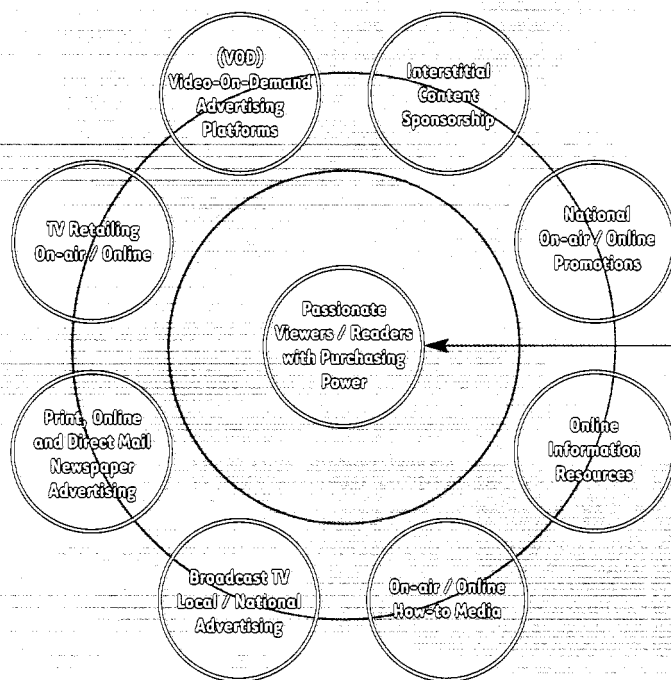 (VOD)
Video-On-Demand
Advertising
Platforms
Interstitial
Content
Sponsorship
TV Retailing
On-air / Online
National
On-air / Online
Promotions
Passionate
Viewers / Readers
with Purchasing
Power
Print, Online
and Direct Mail
Newspaper
Advertising
Online
Information
Resources
Broadcast TV
Local / National
Advertising
On-air / Online
How-to Media